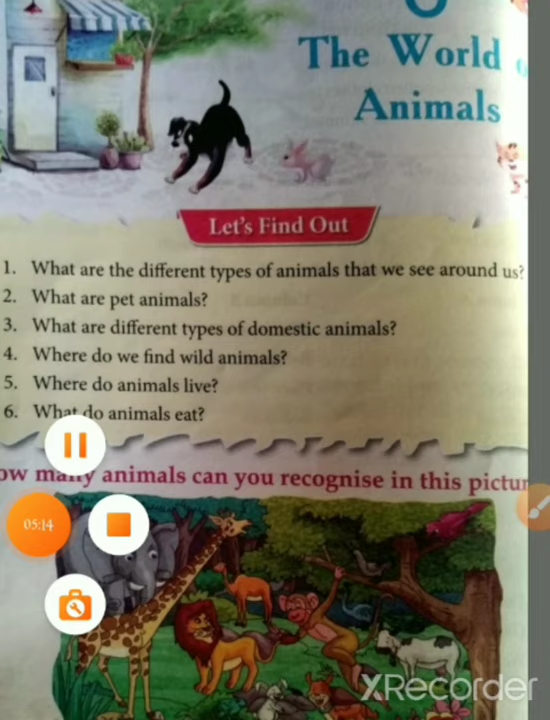 The World
Animals
Let's Find Out
1. What are the different types of animals that we see around us?
2. What are pet animals?
3. What are different types of domestic animals?
4. Where do we find wild animals?
5. Where do animals live?
6. What do animals eat?
ow many animals can you recognise in this pictur
05:14
XRecorder